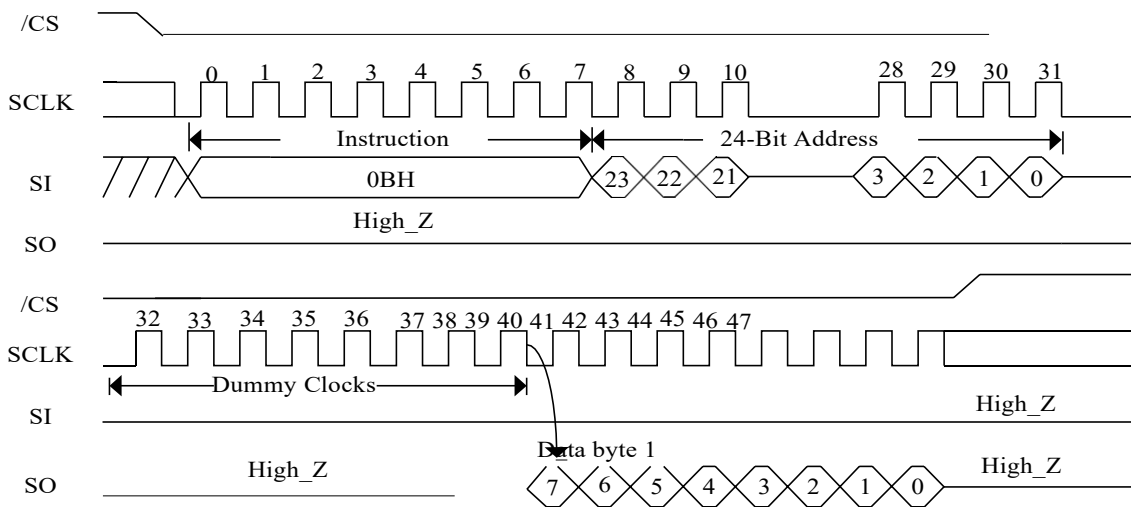 /CS
0 1 2 3 4 5 6 7 8 9 10 28 29 30 31
SCLK
Instruction 24-Bit Address
SI 0BH 23 22 21 3 2 1 0
High_Z
SO
/CS
32 33 34 35 36 37 38 39 40 41 42 43 44 45 46 47
SCLK
Dummy Clocks
SI High_Z
Data byte 1
SO High_Z 7 6 5 4 3 2 1 0 High_Z